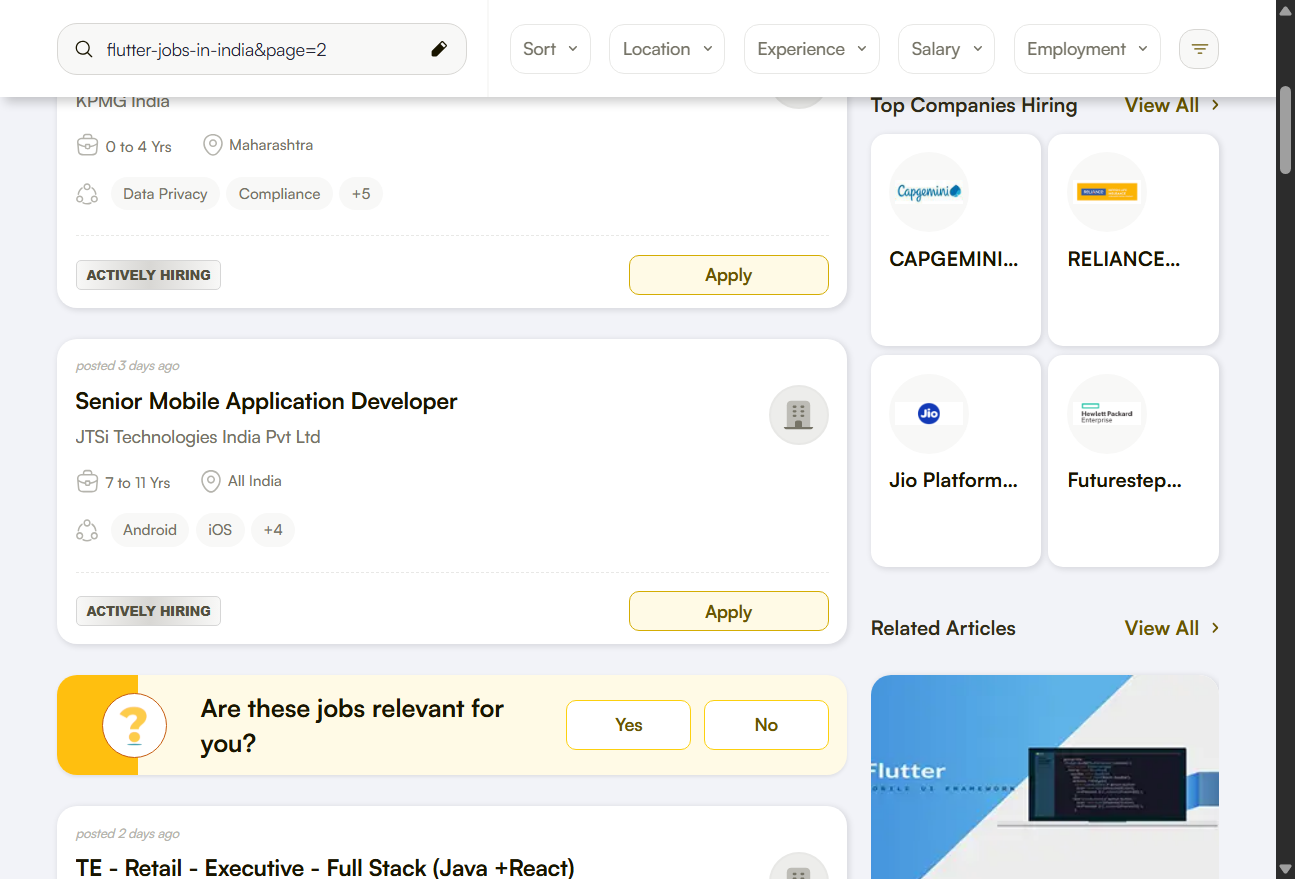 flutter-jobs-in-india&page=2
Sort
Location
Experience
Salary
Employment
KPMG India
0 to 4 Yrs
Maharashtra
Data Privacy
Compliance
+5
ACTIVELY HIRING
Apply
posted 3 days ago
Senior Mobile Application Developer
JTSi Technologies India Pvt Ltd
7 to 11 Yrs
All India
Android
iOS
+4
ACTIVELY HIRING
Apply
Are these jobs relevant for
you?
Yes
No
posted 2 days ago
TE - Retail - Executive - Full Stack (Java +React)
Top Companies Hiring
View All
Capgemini
CAPGEMINI...
RELIANCE
RELIANCE...
Jio
Jio Platform...
Hewlett Packard
Enterprise
Futurestep...
Related Articles
View All
Flutter
MOBILE UI FRAMEWORK